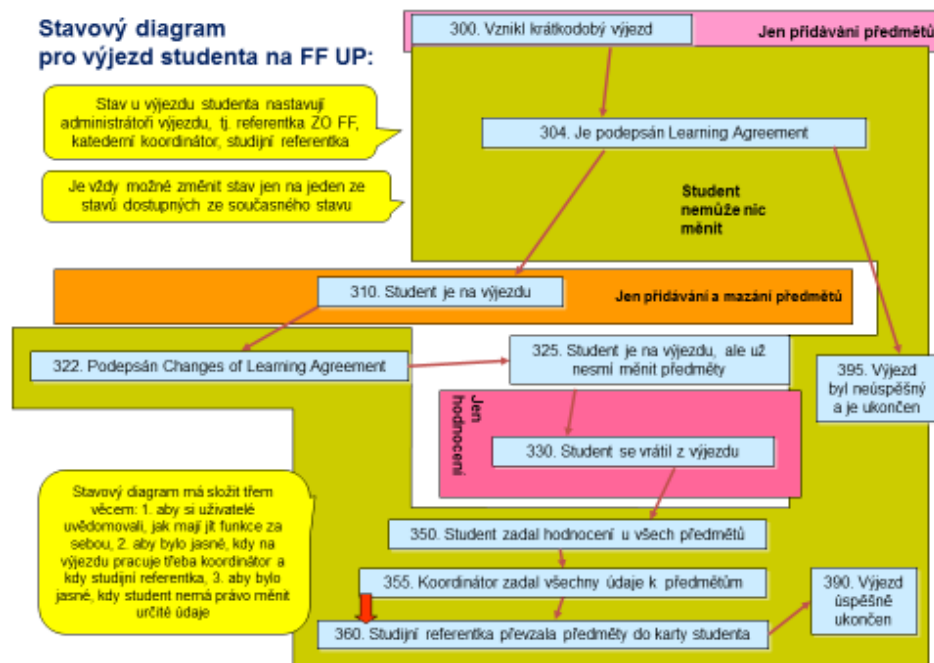 Stavový diagram
pro výjezd studenta na FF UP:
300. Vznikl krátkodobý výjezd
Jen přidávání předmětů
Stav u výjezdu studenta nastavují
administrátoři výjezdu, tj. referentka ZO FF,
katederní koordinátor, studijní referentka
304. Je podepsán Learning Agreement
Je vždy možné změnit stav jen na jeden ze
stavů dostupných ze současného stavu
Student
nemůže nic
měnit
310. Student je na výjezdu
Jen přidávání a mazání předmětů
322. Podepsán Changes of Learning Agreement
325. Student je na výjezdu, ale už
nesmí měnit předměty
395. Výjezd
byl neúspěšný
a je ukončen
Jen
hodnocení
330. Student se vrátil z výjezdu
Stavový diagram má složit třem
věcem: 1. aby si uživatelé
uvědomovali, jak mají jít funkce za
sebou, 2. aby bylo jasné, kdy na
výjezdu pracuje třeba koordinátor a
kdy studijní referentka, 3. aby bylo
jasné, kdy student nemá právo měnit
určité údaje
350. Student zadal hodnocení u všech předmětů
355. Koordinátor zadal všechny údaje k předmětům
360. Studijní referentka převzala předměty do karty studenta
390. Výjezd
úspěšně
ukončen